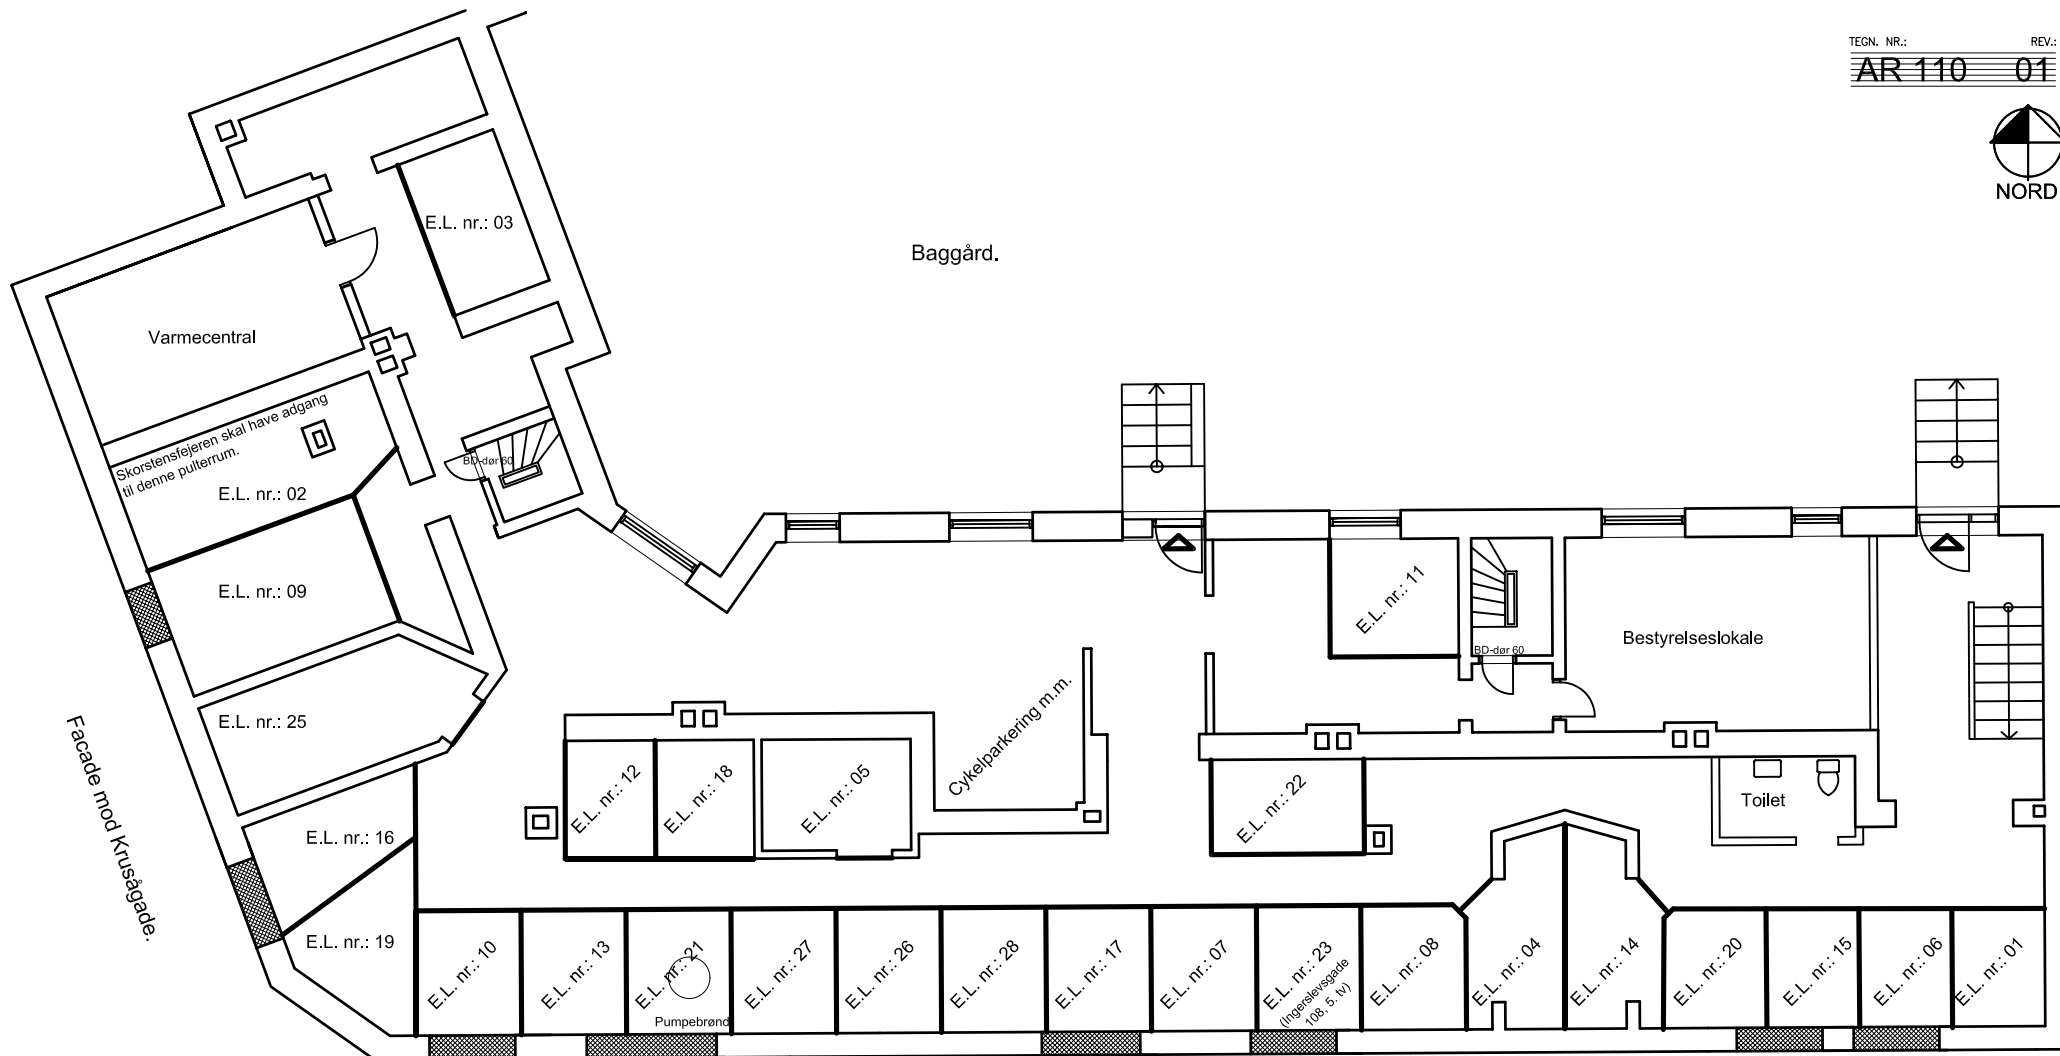 TEGN. NR.: REV.:
AR 110 01
NORD
Baggård.
E.L. nr.: 03
Varmecentral
Skorstensfejeren skal have adgang
til denne pulterrum.
E.L. nr.: 02
BD-dør 60
E.L. nr.: 09
E.L. nr.: 25
E.L. nr.: 11
BD-dør 60
Bestyrelseslokale
Facade mod Krusågade.
Cykelparkering m.m.
E.L. nr.: 12
E.L. nr.: 18
E.L. nr.: 05
E.L. nr.: 22
Toilet
E.L. nr.: 16
E.L. nr.: 19
E.L. nr.: 10
E.L. nr.: 13
E.L. nr.: 21
Pumpebrønd
E.L. nr.: 27
E.L. nr.: 26
E.L. nr.: 28
E.L. nr.: 17
E.L. nr.: 07
E.L. nr.: 23
(Ingerslevsgade
108, 5. tv)
E.L. nr.: 08
E.L. nr.: 04
E.L. nr.: 14
E.L. nr.: 20
E.L. nr.: 15
E.L. nr.: 06
E.L. nr.: 01